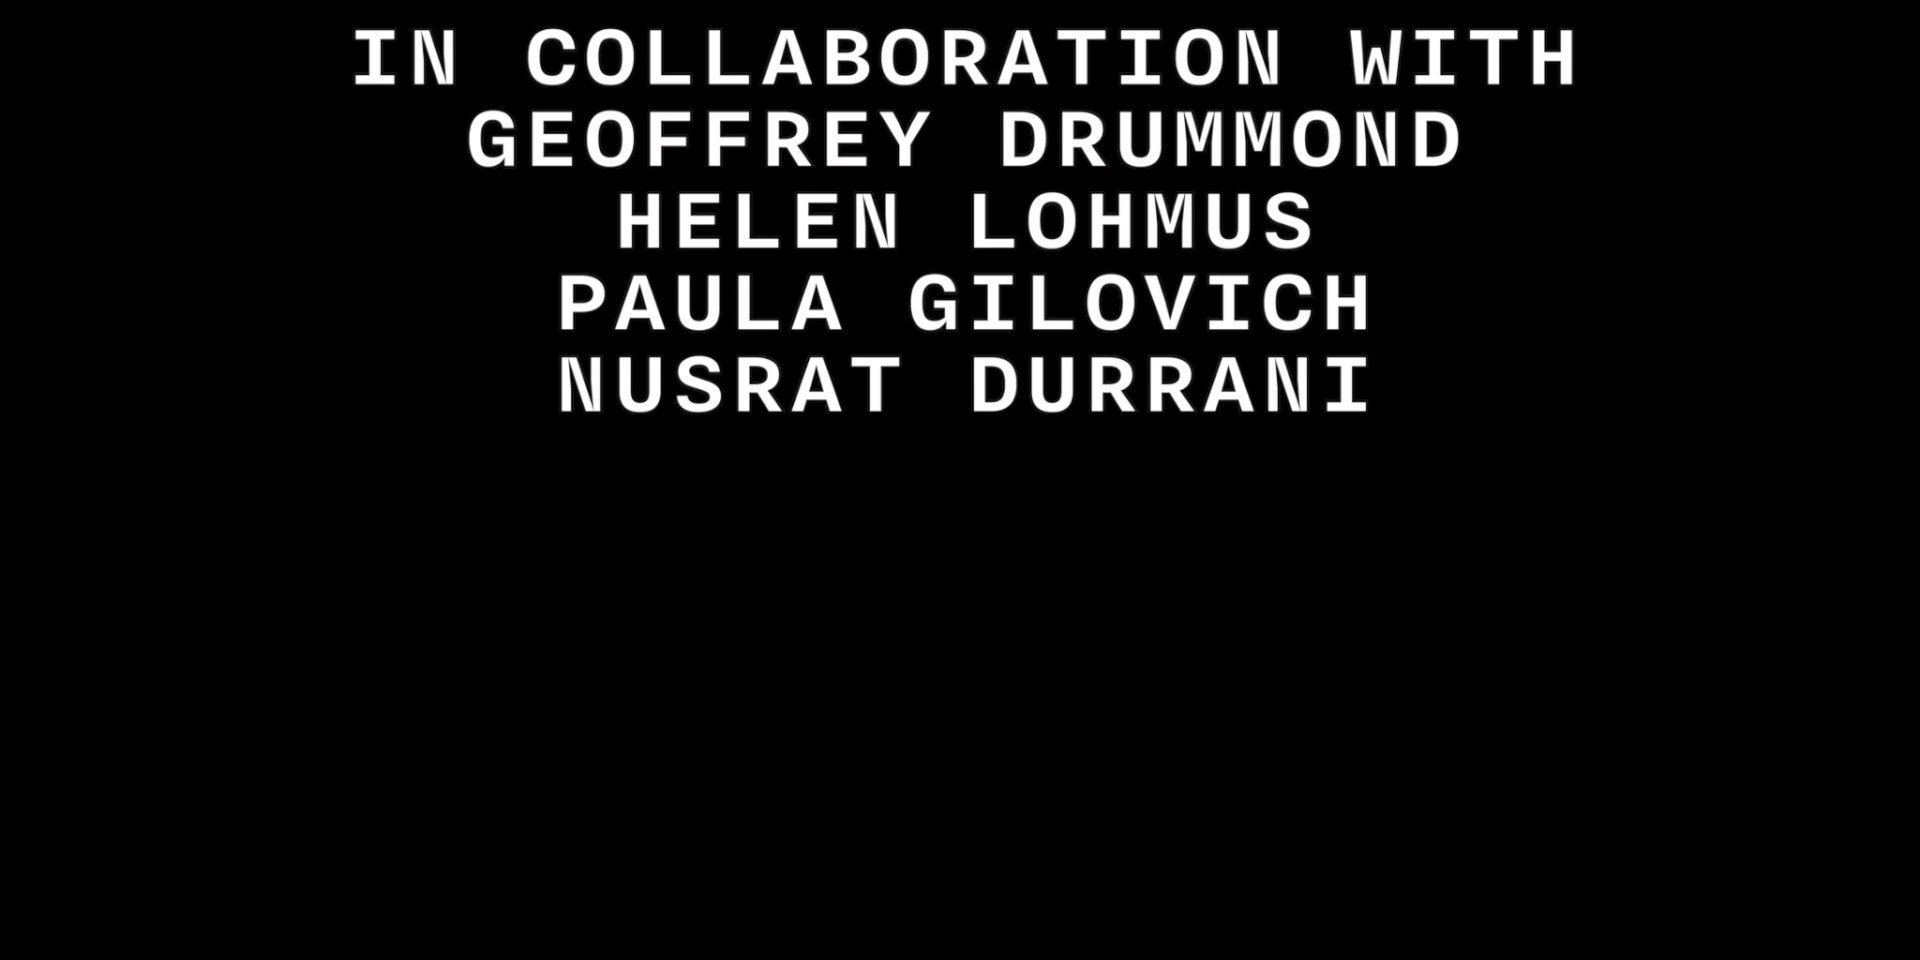 IN COLLABORATION WITH
GEOFFREY DRUMMOND
HELEN LOHMUS
PAULA GILOVICH
NUSRAT DURRANI